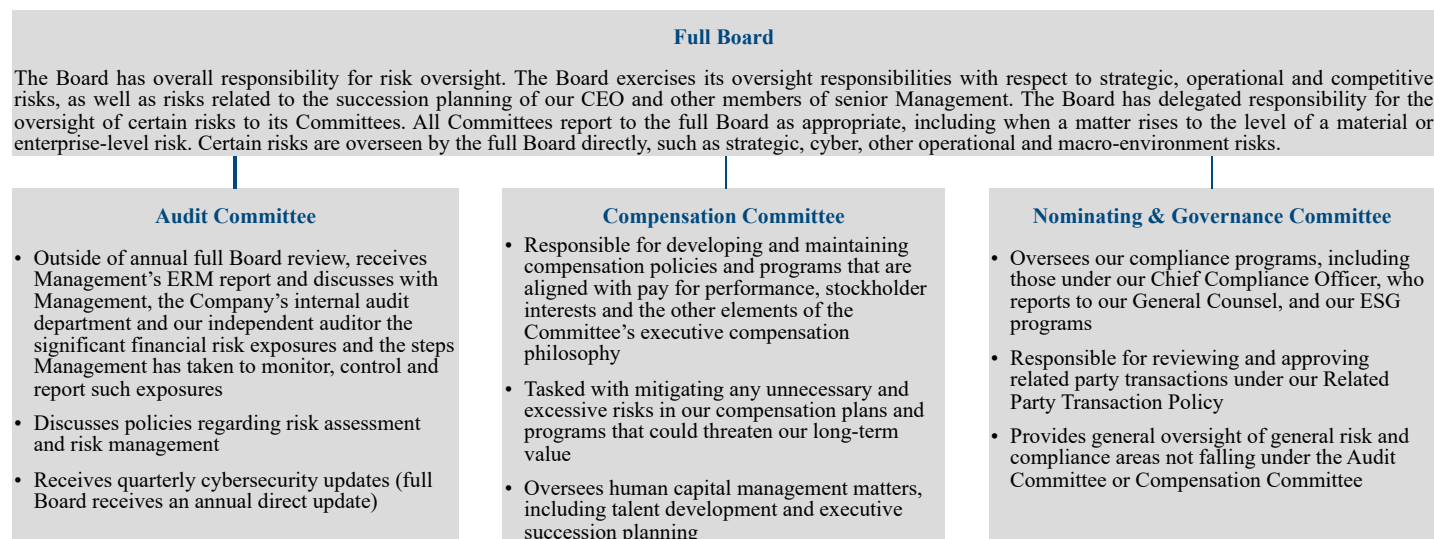 Full Board
The Board has overall responsibility for risk oversight. The Board exercises its oversight responsibilities with respect to strategic, operational and competitive
risks, as well as risks related to the succession planning of our CEO and other members of senior Management. The Board has delegated responsibility for the
oversight of certain risks to its Committees. All Committees report to the full Board as appropriate, including when a matter rises to the level of a material or
enterprise-level risk. Certain risks are overseen by the full Board directly, such as strategic, cyber, other operational and macro-environment risks.
Audit Committee
• Outside of annual full Board review, receives
Management’s ERM report and discusses with
Management, the Company’s internal audit
department and our independent auditor the
significant financial risk exposures and the steps
Management has taken to monitor, control and
report such exposures
• Discusses policies regarding risk assessment
and risk management
• Receives quarterly cybersecurity updates (full
Board receives an annual direct update)
Compensation Committee
• Responsible for developing and maintaining
compensation policies and programs that are
aligned with pay for performance, stockholder
interests and the other elements of the
Committee’s executive compensation
philosophy
• Tasked with mitigating any unnecessary and
excessive risks in our compensation plans and
programs that could threaten our long-term
value
• Oversees human capital management matters,
including talent development and executive
succession planning
Nominating & Governance Committee
• Oversees our compliance programs, including
those under our Chief Compliance Officer, who
reports to our General Counsel, and our ESG
programs
• Responsible for reviewing and approving
related party transactions under our Related
Party Transaction Policy
• Provides general oversight of general risk and
compliance areas not falling under the Audit
Committee or Compensation Committee